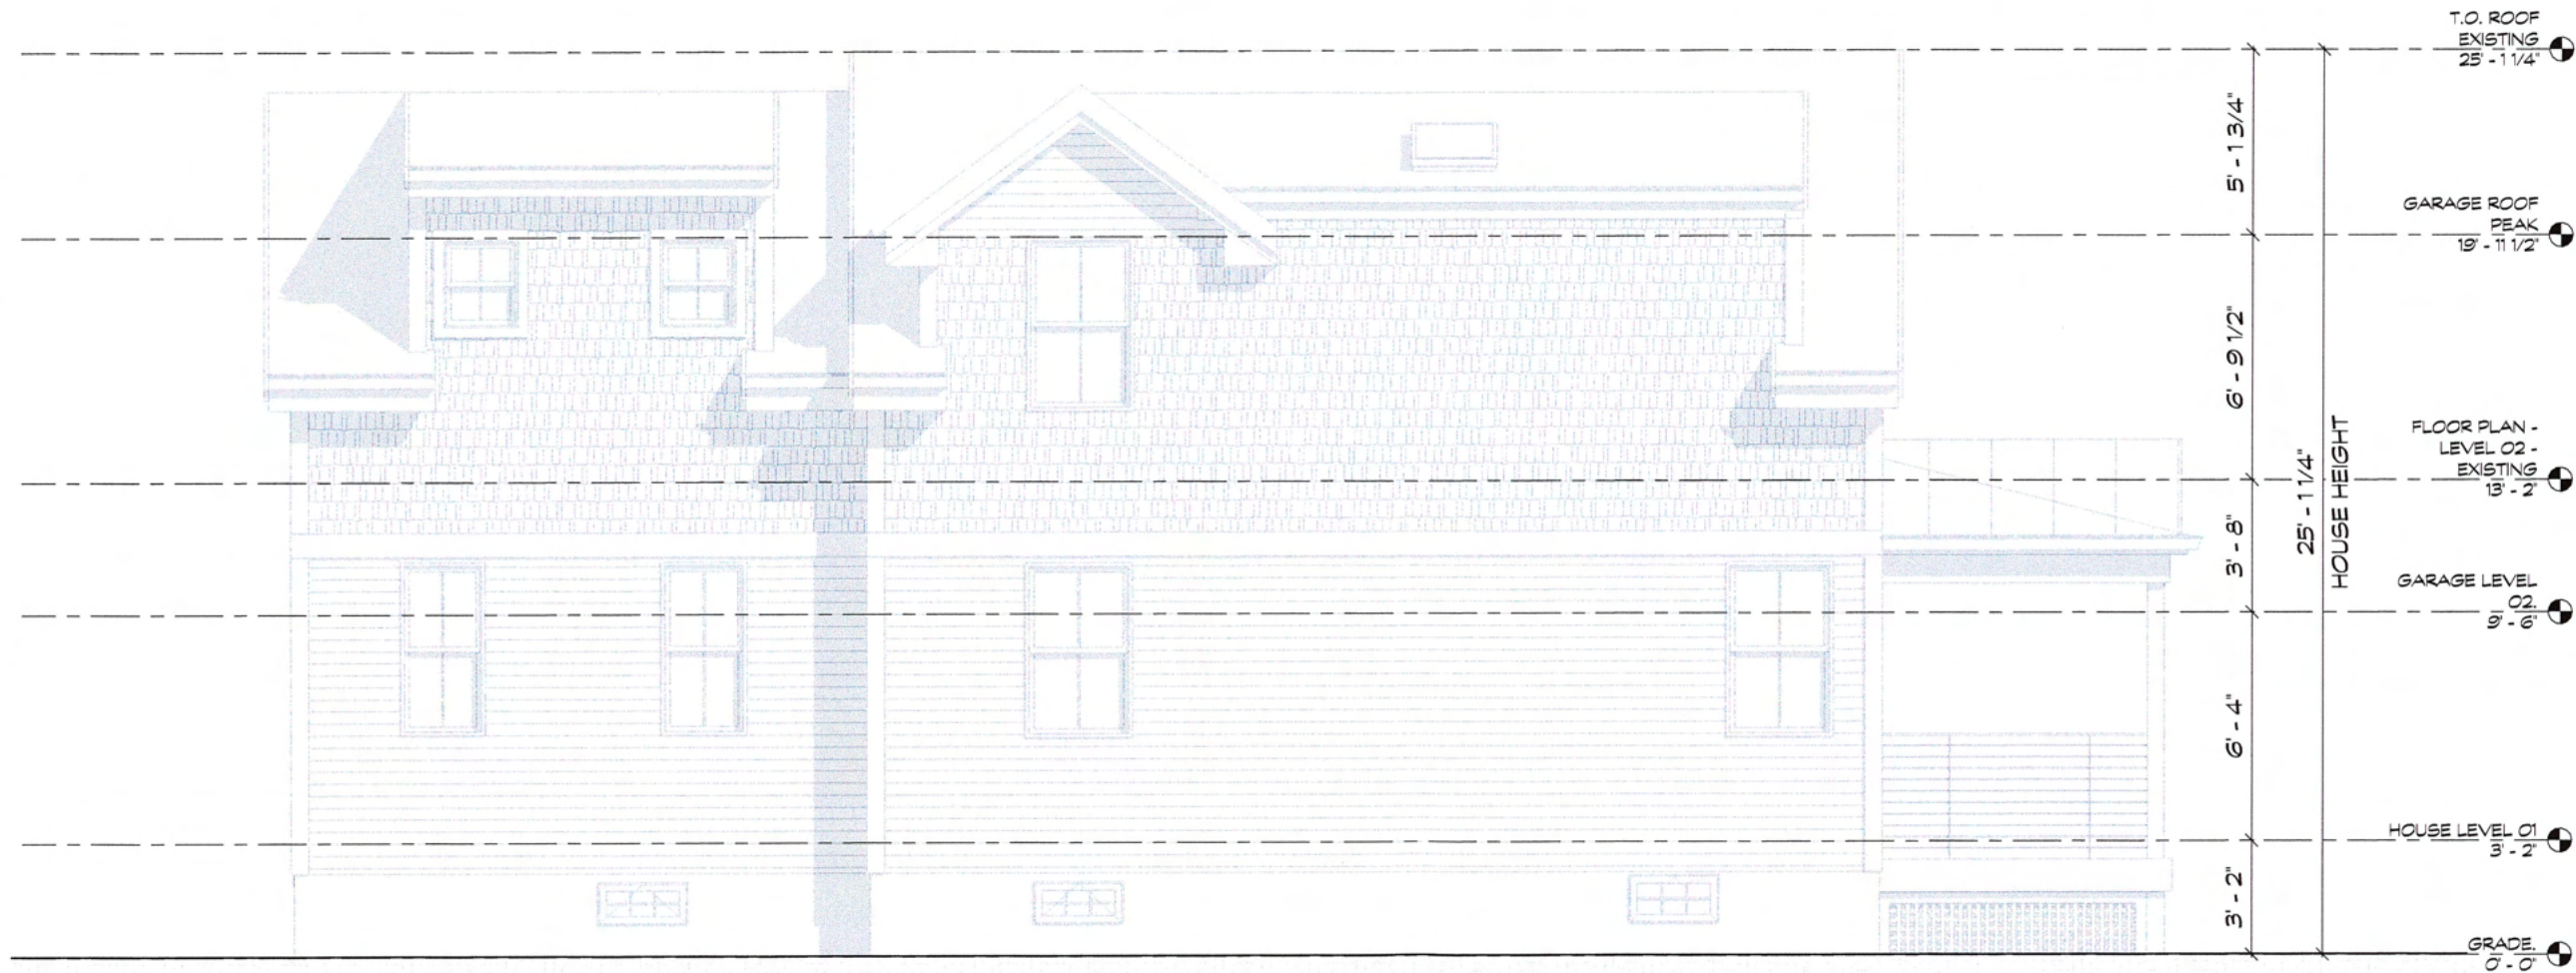 T.O. ROOF
EXISTING
25' - 1 1/4"
5' - 1 3/4"
GARAGE ROOF
PEAK
19' - 11 1/2"
6' - 9 1/2"
FLOOR PLAN -
LEVEL 02 -
EXISTING
13' - 2"
25' - 1 1/4"
HOUSE HEIGHT
3' - 8"
GARAGE LEVEL
02.
9' - 6"
6' - 4"
HOUSE LEVEL 01
3' - 2"
3' - 2"
GRADE.
0' - 0"